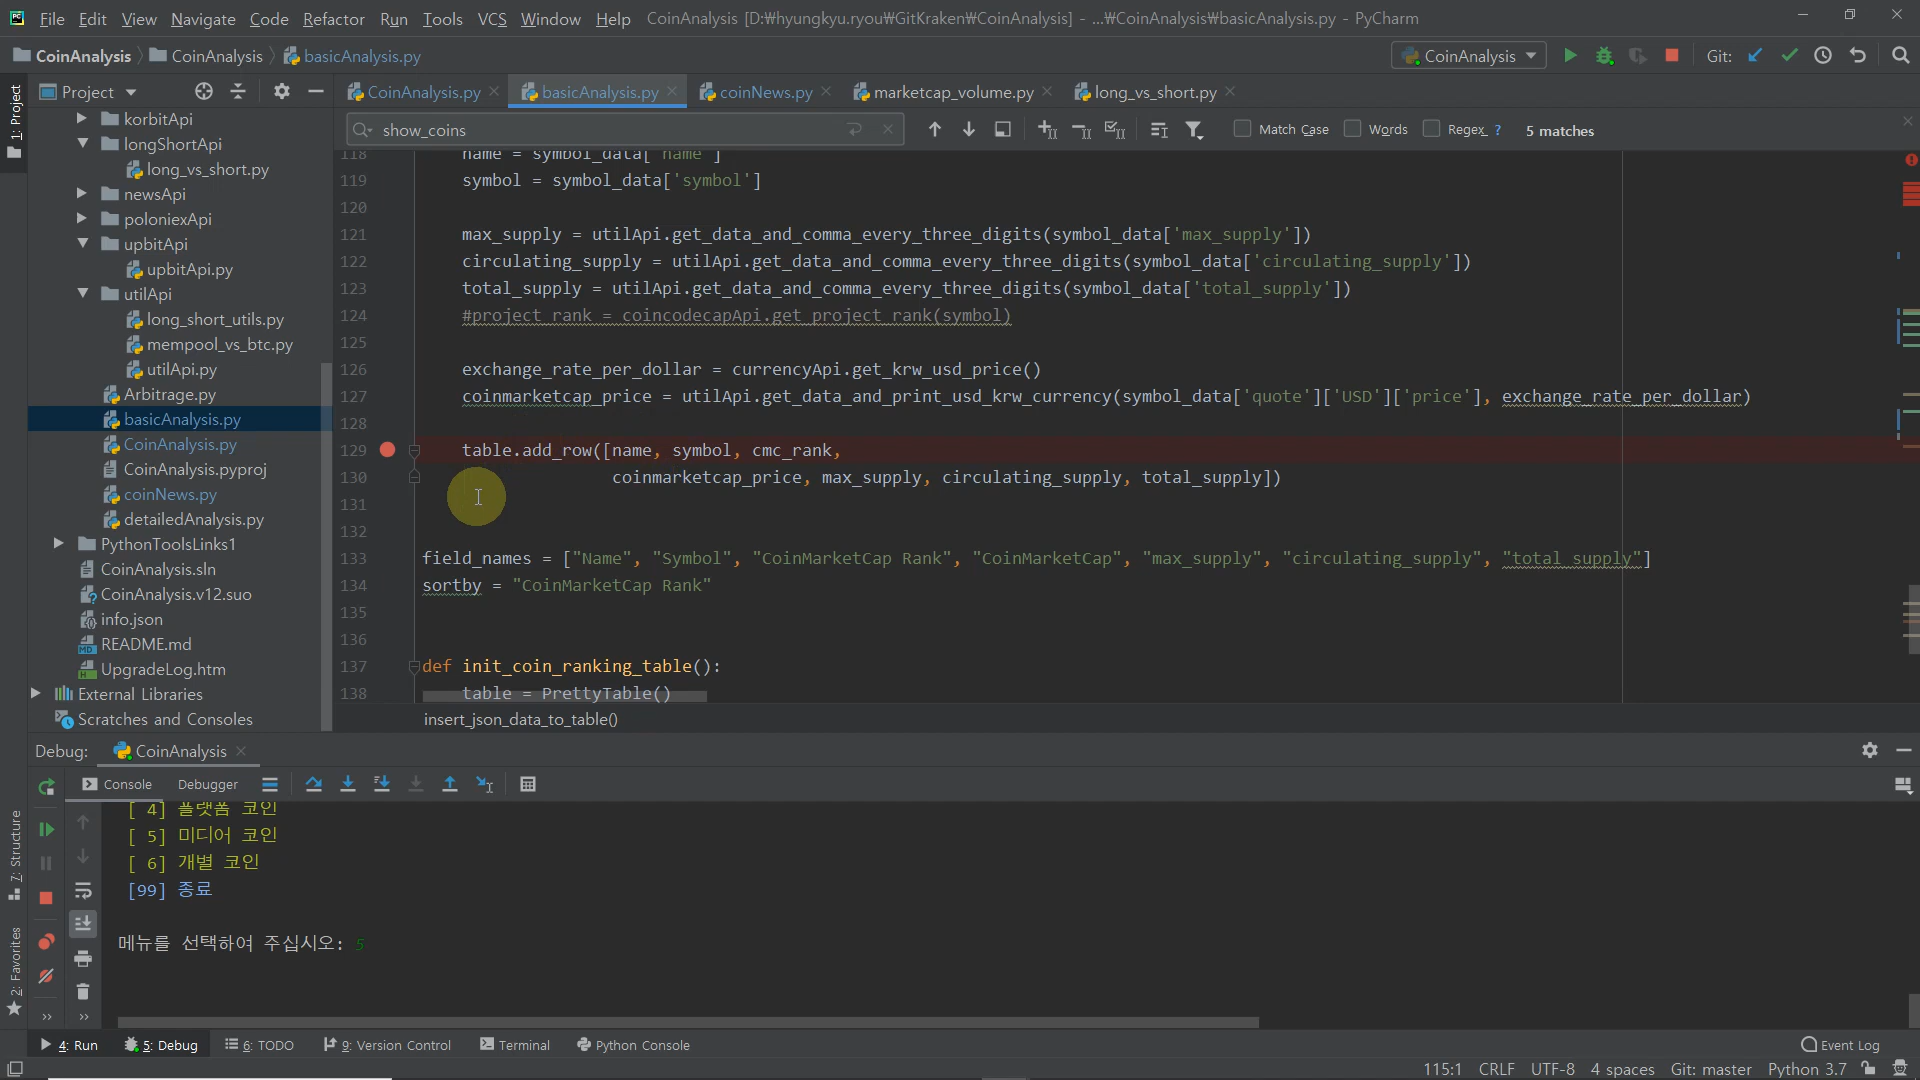 File Edit View Navigate Code Refactor Run Tools VCS Window Help CoinAnalysis [D:₩hyungkyu.ryou₩GitKraken₩CoinAnalysis] - ...₩CoinAnalysis₩basicAnalysis.py - PyCharm
CoinAnalysis CoinAnalysis basicAnalysis.py CoinAnalysis Git:
1: Project Project CoinAnalysis.py basicAnalysis.py coinNews.py marketcap_volume.py long_vs_short.py
show_coins Match Case Words Regex ? 5 matches
korbitApi
longShortApi
long_vs_short.py
newsApi
poloniexApi
upbitApi
upbitApi.py
utilApi
long_short_utils.py
mempool_vs_btc.py
utilApi.py
Arbitrage.py
basicAnalysis.py
CoinAnalysis.py
CoinAnalysis.pyproj
coinNews.py
detailedAnalysis.py
PythonToolsLinks1
CoinAnalysis.sln
CoinAnalysis.v12.suo
info.json
README.md
UpgradeLog.htm
External Libraries
Scratches and Consoles
118 name = symbol_data['name']
119 symbol = symbol_data['symbol']
120
121 max_supply = utilApi.get_data_and_comma_every_three_digits(symbol_data['max_supply'])
122 circulating_supply = utilApi.get_data_and_comma_every_three_digits(symbol_data['circulating_supply'])
123 total_supply = utilApi.get_data_and_comma_every_three_digits(symbol_data['total_supply'])
124 #project_rank = coincodecapApi.get_project_rank(symbol)
125
126 exchange_rate_per_dollar = currencyApi.get_krw_usd_price()
127 coinmarketcap_price = utilApi.get_data_and_print_usd_krw_currency(symbol_data['quote']['USD']['price'], exchange_rate_per_dollar)
128
129 table.add_row([name, symbol, cmc_rank,
130 coinmarketcap_price, max_supply, circulating_supply, total_supply])
131
132
133 field_names = ["Name", "Symbol", "CoinMarketCap Rank", "CoinMarketCap", "max_supply", "circulating_supply", "total_supply"]
134 sortby = "CoinMarketCap Rank"
135
136
137 def init_coin_ranking_table():
138 table = PrettyTable()
insert_json_data_to_table()
Debug: CoinAnalysis
Console Debugger
[ 4] 플랫폼 코인
[ 5] 미디어 코인
[ 6] 개별 코인
[99] 종료
메뉴를 선택하여 주십시오: 5
7: Structure
2: Favorites
4: Run 5: Debug 6: TODO 9: Version Control Terminal Python Console Event Log
115:1 CRLF UTF-8 4 spaces Git: master Python 3.7